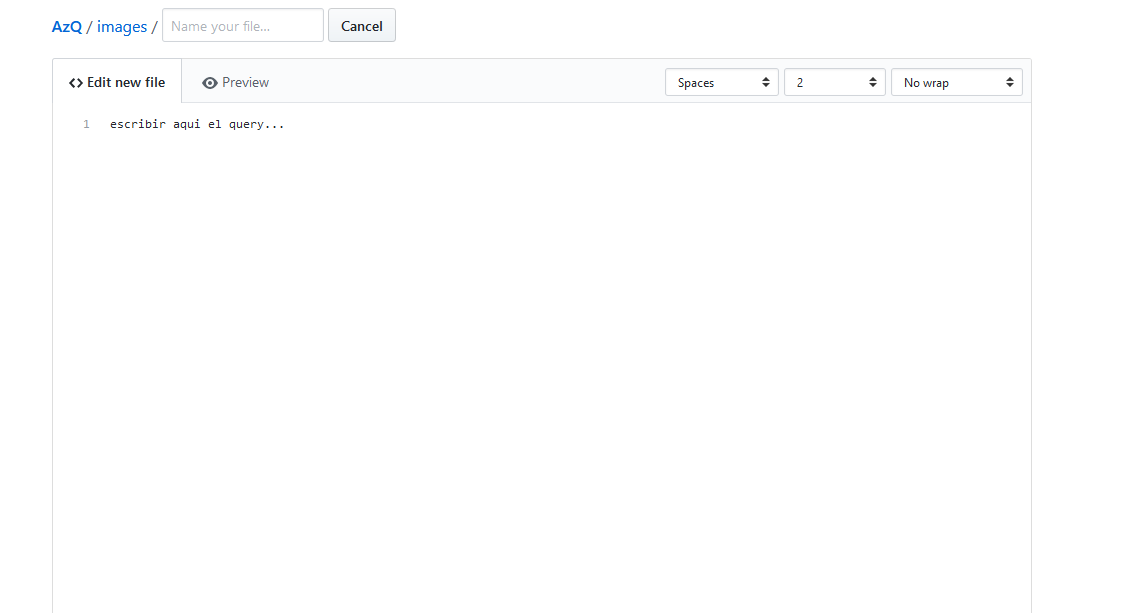 AzQ / images / Name your file... Cancel
Edit new file Preview Spaces 2 No wrap
1 escribir aqui el query...